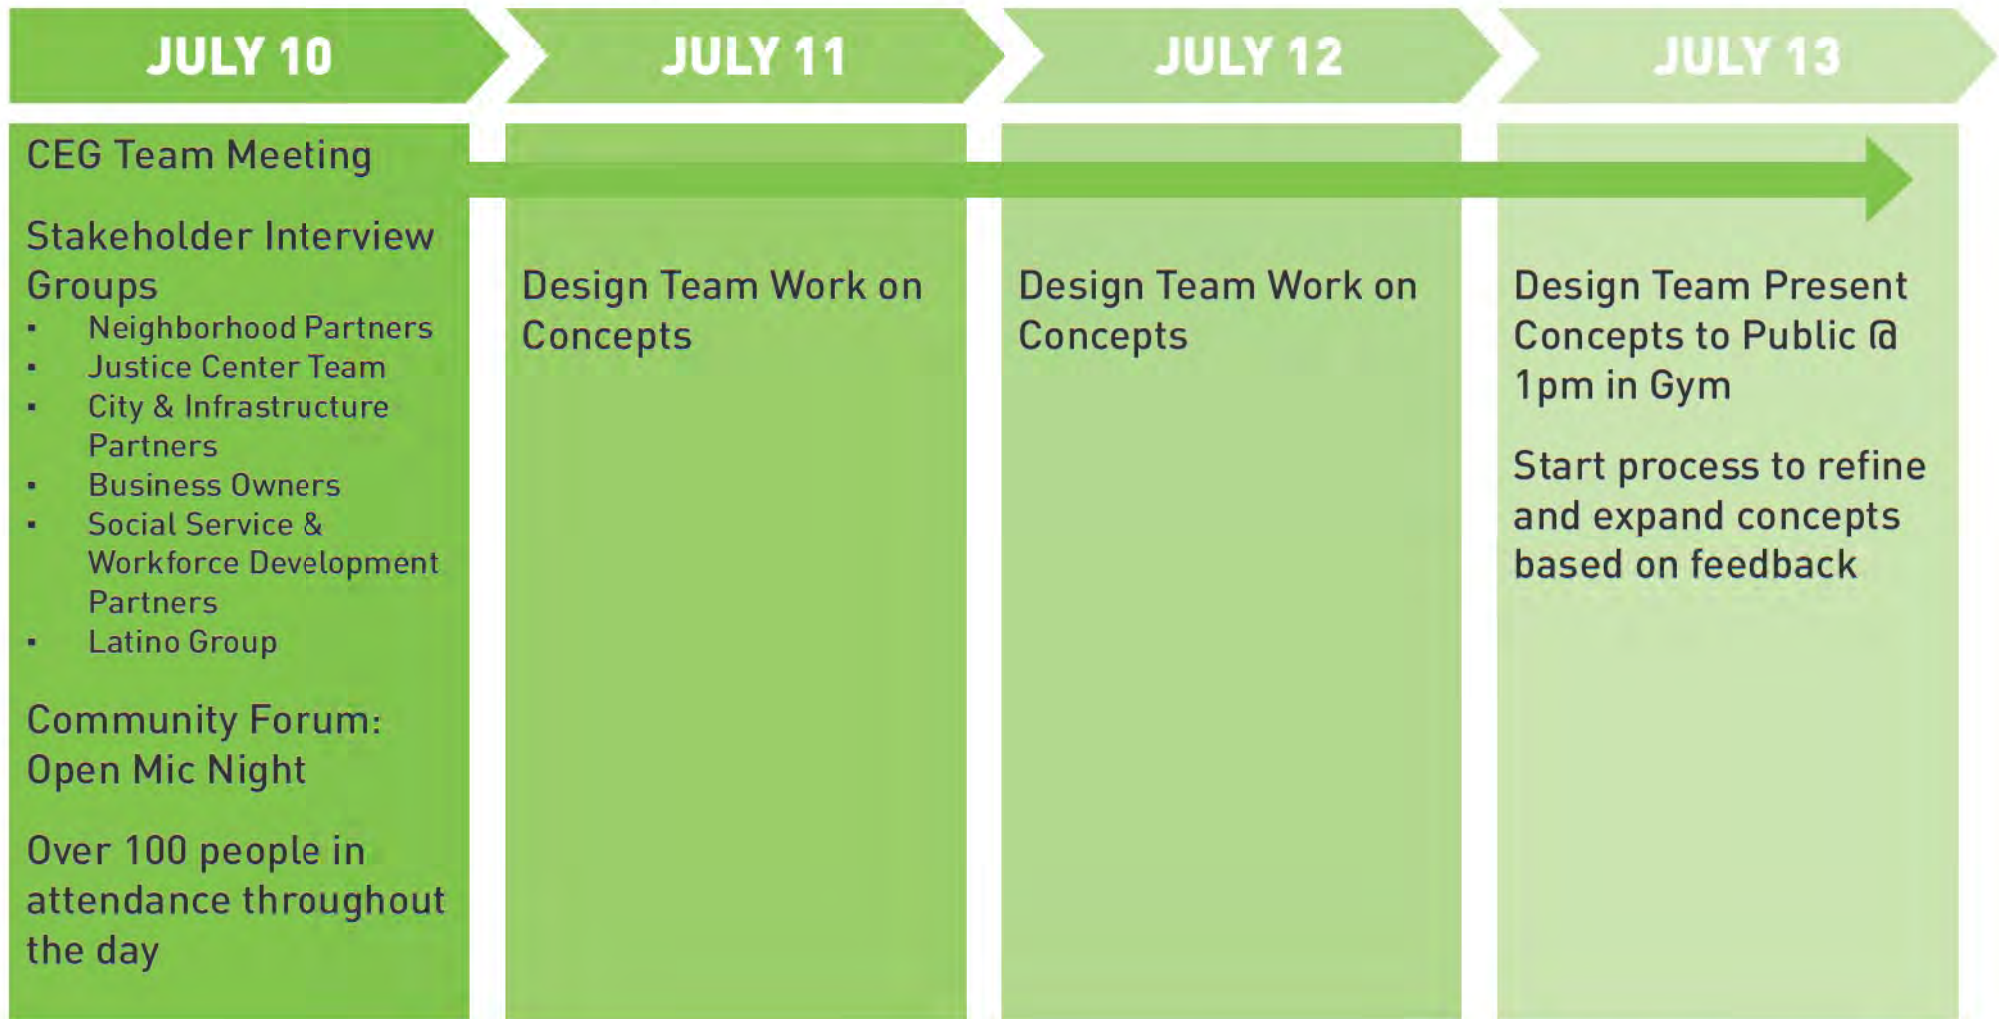 JULY 10
JULY 11
JULY 12
JULY 13
CEG Team Meeting
Stakeholder Interview
Groups
▪ Neighborhood Partners
▪ Justice Center Team
▪ City & Infrastructure
Partners
▪ Business Owners
▪ Social Service &
Workforce Development
Partners
▪ Latino Group
Community Forum:
Open Mic Night
Over 100 people in
attendance throughout
the day
Design Team Work on
Concepts
Design Team Work on
Concepts
Design Team Present
Concepts to Public @
1pm in Gym
Start process to refine
and expand concepts
based on feedback